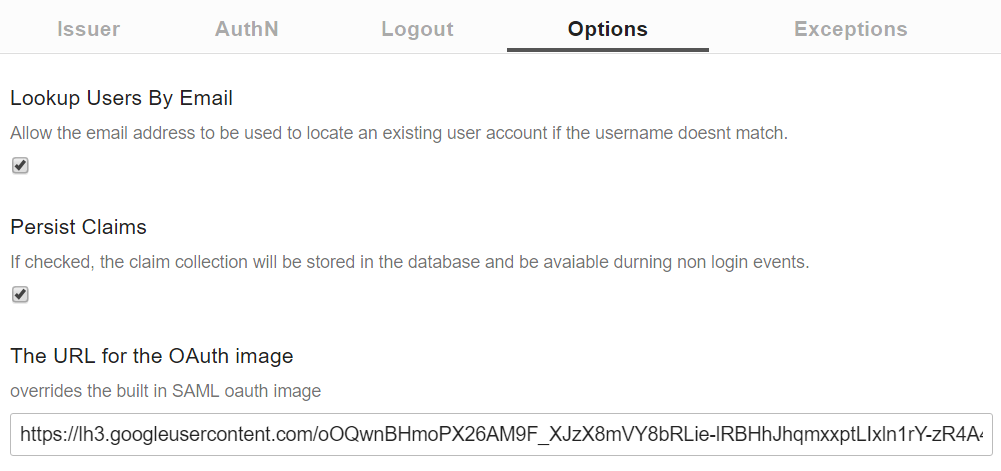 Issuer AuthN Logout Options Exceptions
Lookup Users By Email
Allow the email address to be used to locate an existing user account if the username doesnt match.
Persist Claims
If checked, the claim collection will be stored in the database and be avaiable durning non login events.
The URL for the OAuth image
overrides the built in SAML oauth image
https://lh3.googleusercontent.com/oOQwnBHmoPX26AM9F_XJzX8mVY8bRLie-lRBHhJhqmxxptLIxln1rY-zR4A4